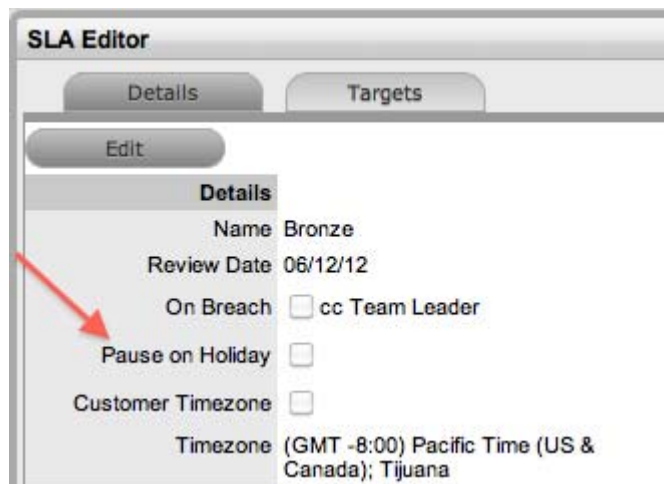 SLA Editor
Details Targets
Edit
Details
Name Bronze
Review Date 06/12/12
On Breach cc Team Leader
Pause on Holiday
Customer Timezone
Timezone (GMT -8:00) Pacific Time (US &
Canada); Tijuana